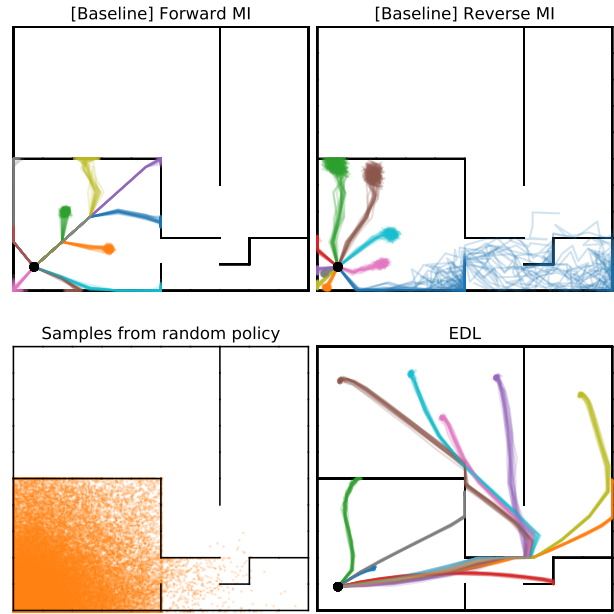 [Baseline] Forward MI
[Baseline] Reverse MI
Samples from random policy
EDL